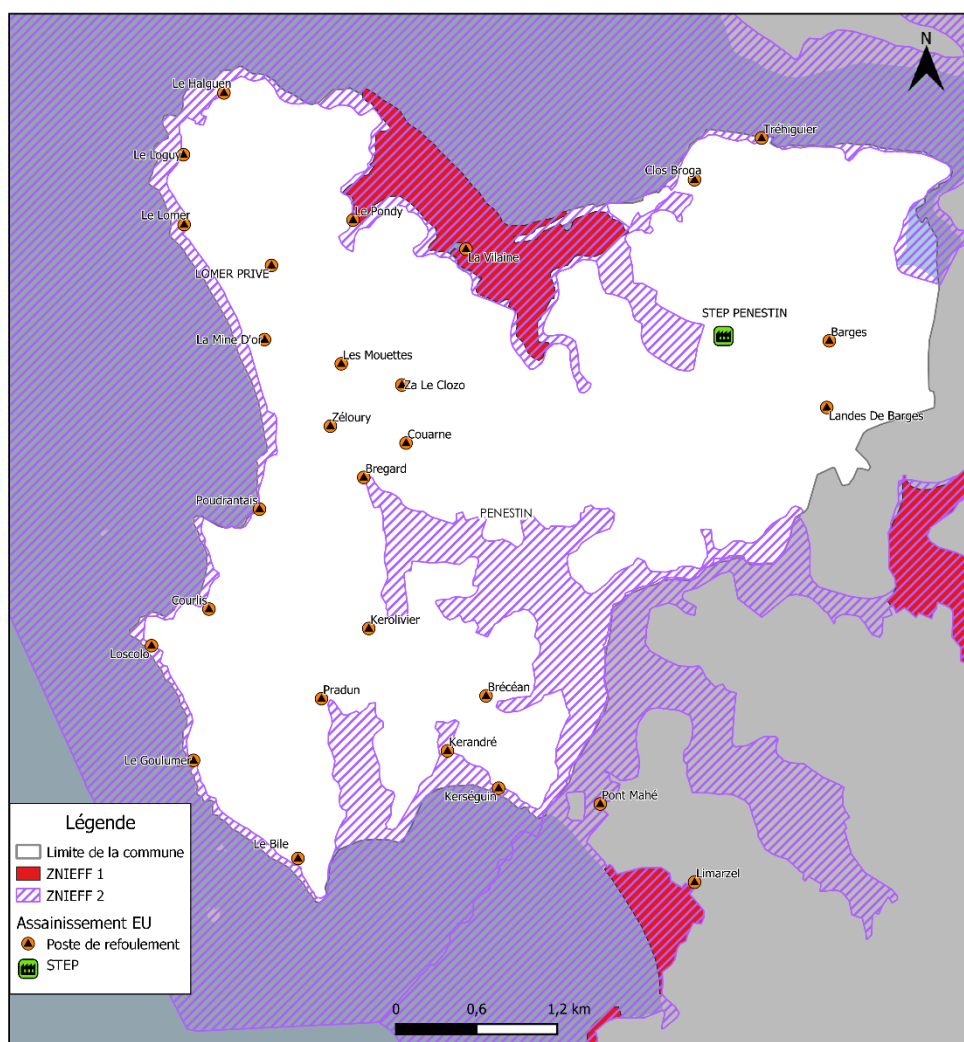 N
Le Halguen
Tréhiguier
Le Loguy
Clos Broga
Le Pondy
Le Lomer
La Vilaine
LOMER PRIVE
STEP PENESTIN
La Mine D'or
Barges
Les Mouettes
Za Le Clozo
Landes De Barges
Zéloury
Couarne
Bregard
Poudrantais
PENESTIN
Courlis
Kerolivier
Loscolo
Pradun
Brécéan
Kerandré
Le Goulumer
Kerséguin
Pont Mahé
Le Bile
Limarzel
Légende
Limite de la commune
ZNIEFF 1
ZNIEFF 2
Assainissement EU
Poste de refoulement
STEP
0 0,6 1,2 km